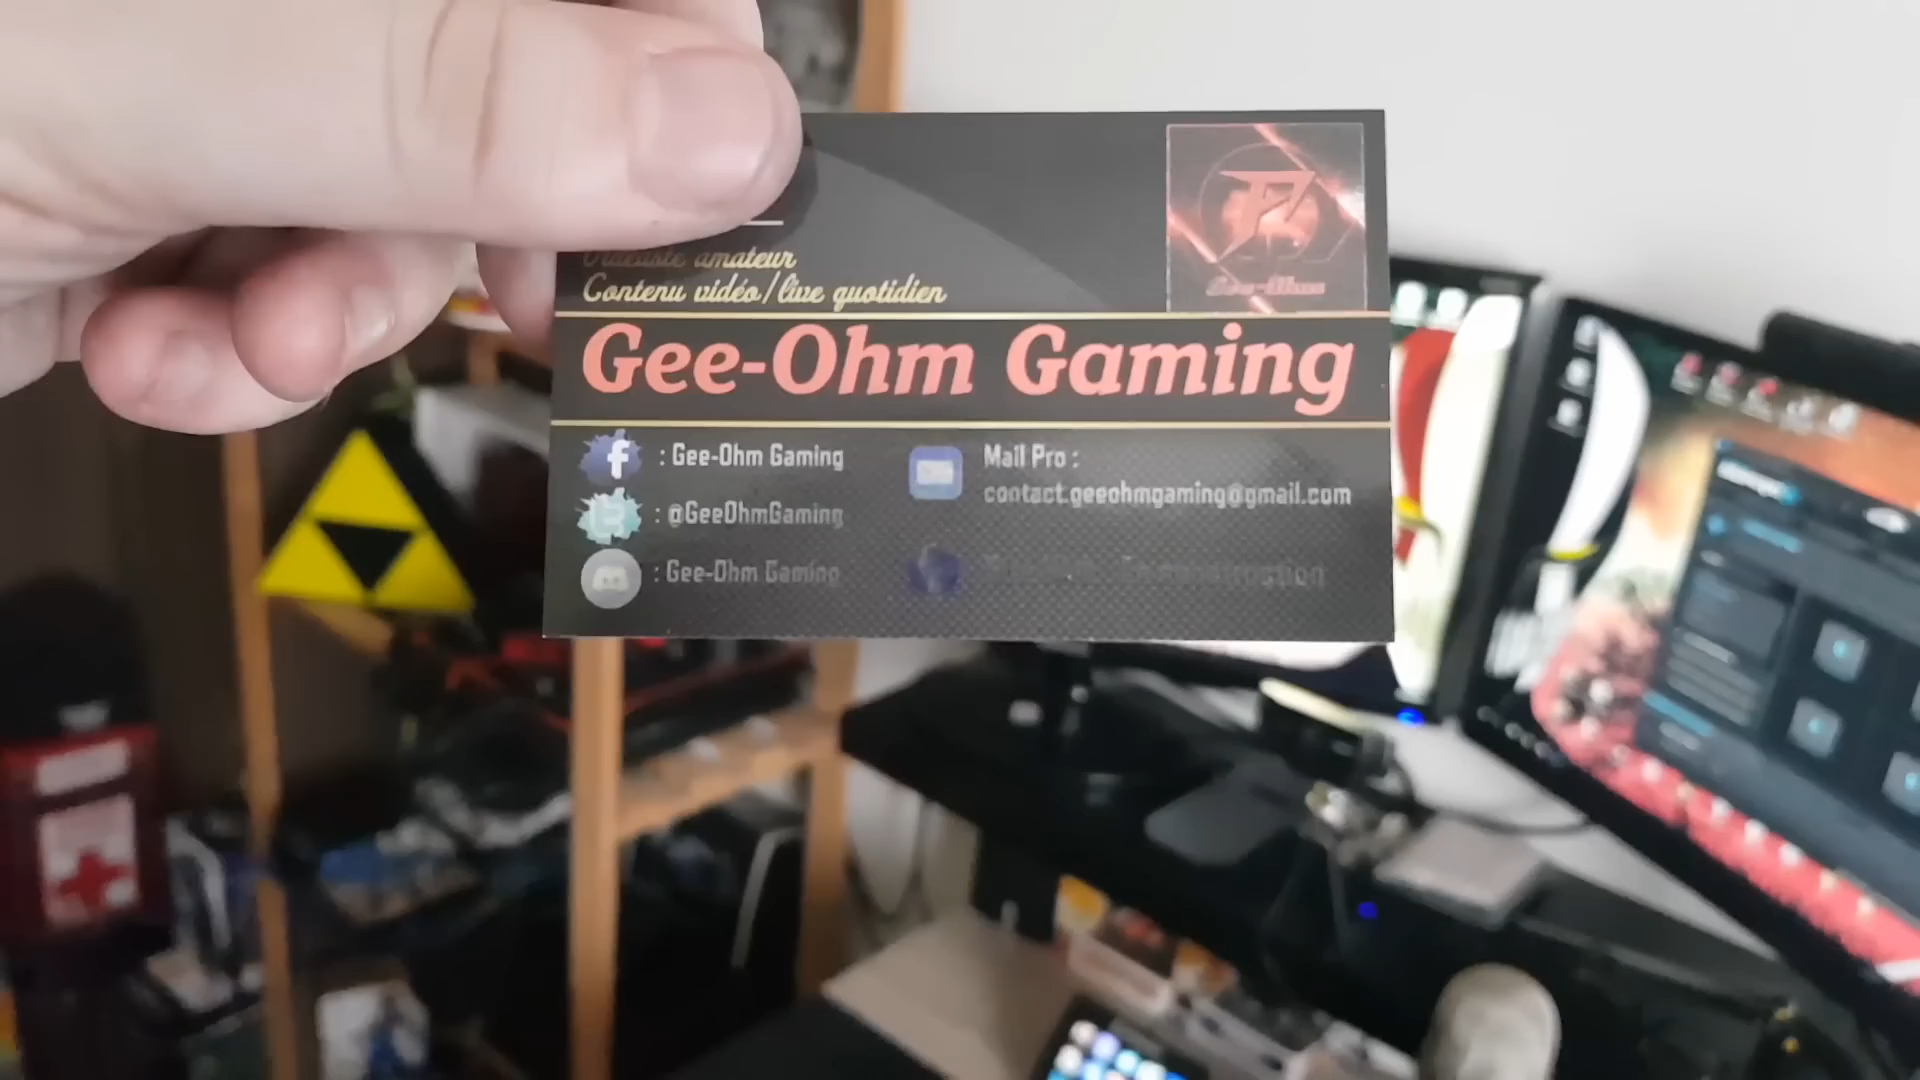 amateur
Contenu vidéo/live quotidien
Gee-Ohm Gaming
: Gee-Ohm Gaming
: @GeeOhmGaming
: Gee-Ohm Gaming
Mail Pro :
contact.geeohmgaming@gmail.com